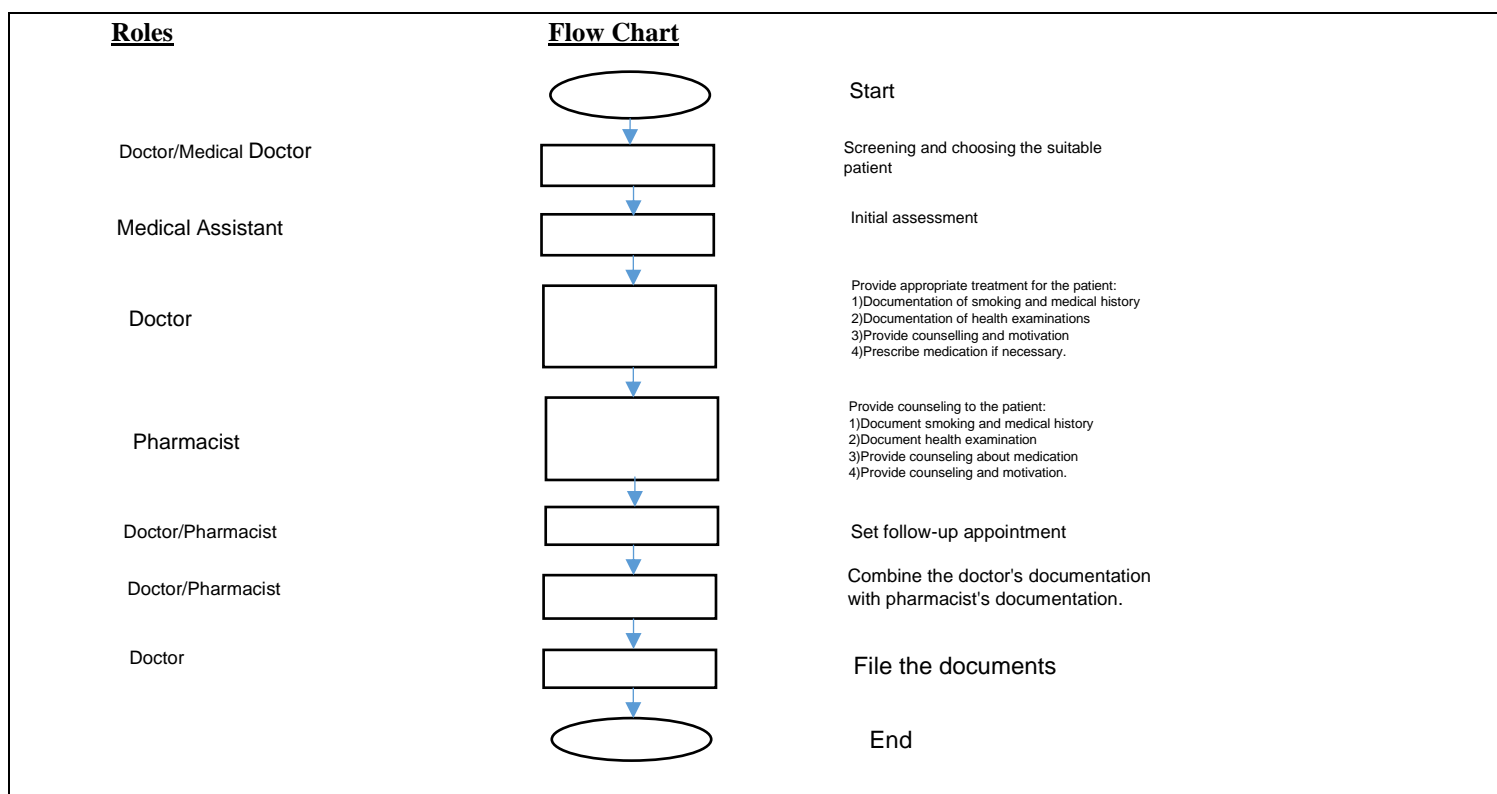 Roles
Flow Chart
Start
Doctor/Medical Doctor
Screening and choosing the suitable
patient
Medical Assistant
Initial assessment
Doctor
Provide appropriate treatment for the patient:
1)Documentation of smoking and medical history
2)Documentation of health examinations
3)Provide counselling and motivation
4)Prescribe medication if necessary.
Pharmacist
Provide counseling to the patient:
1)Document smoking and medical history
2)Document health examination
3)Provide counseling about medication
4)Provide counseling and motivation.
Doctor/Pharmacist
Set follow-up appointment
Doctor/Pharmacist
Combine the doctor's documentation
with pharmacist's documentation.
Doctor
File the documents
End